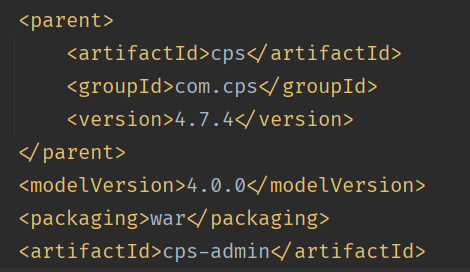 <parent>
<artifactId>cps</artifactId>
<groupId>com.cps</groupId>
<version>4.7.4</version>
</parent>
<modelVersion>4.0.0</modelVersion>
<packaging>war</packaging>
<artifactId>cps-admin</artifactId>